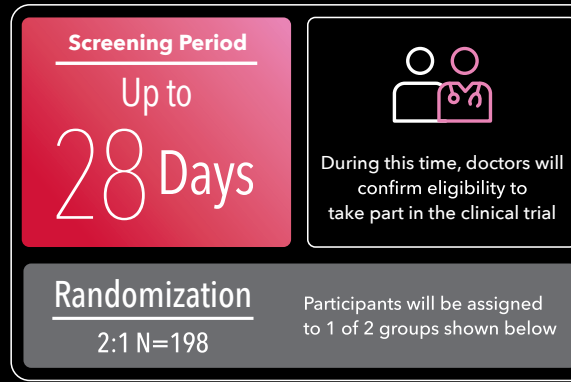 Screening Period
Up to
28 Days
During this time, doctors will
confirm eligibility to
take part in the clinical trial
Randomization
2:1 N=198
Participants will be assigned
to 1 of 2 groups shown below